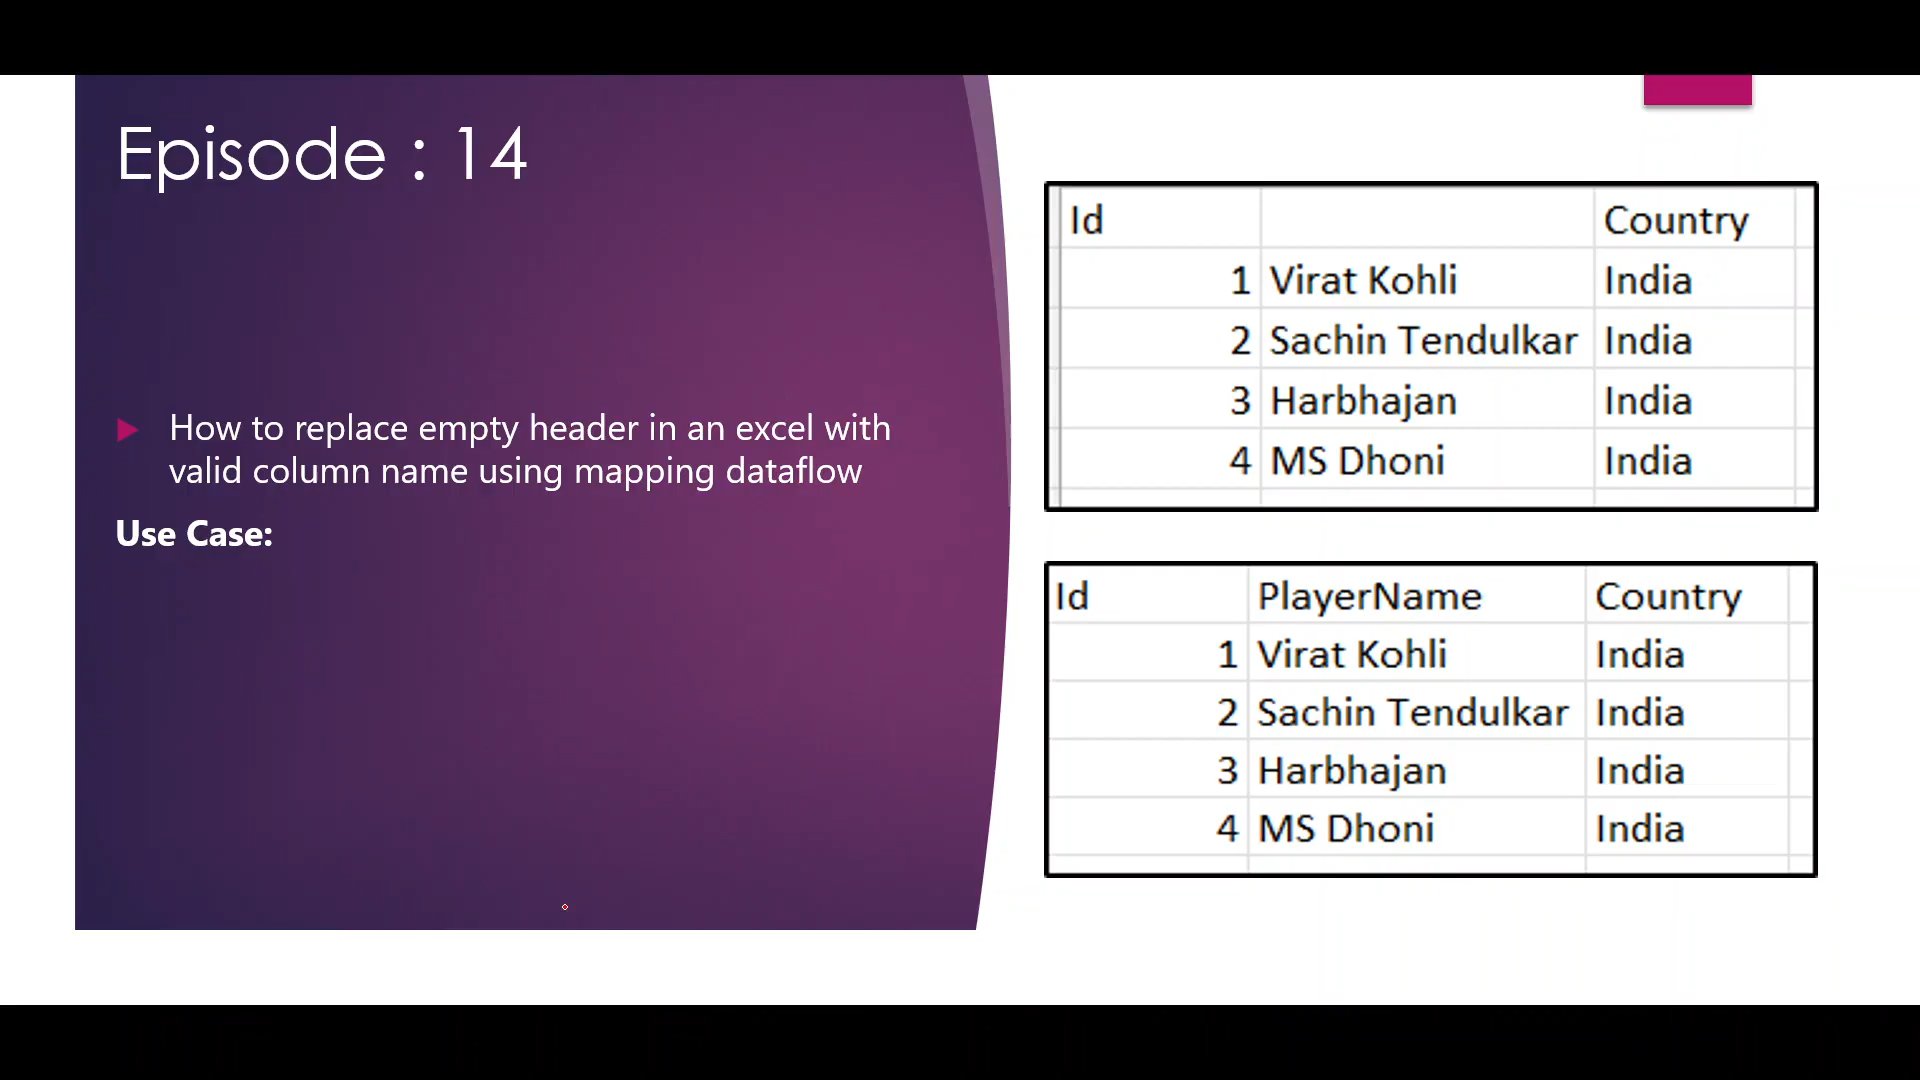 Episode : 14
How to replace empty header in an excel with
valid column name using mapping dataflow
Use Case:
Id Country
1 Virat Kohli India
2 Sachin Tendulkar India
3 Harbhajan India
4 MS Dhoni India
Id PlayerName Country
1 Virat Kohli India
2 Sachin Tendulkar India
3 Harbhajan India
4 MS Dhoni India